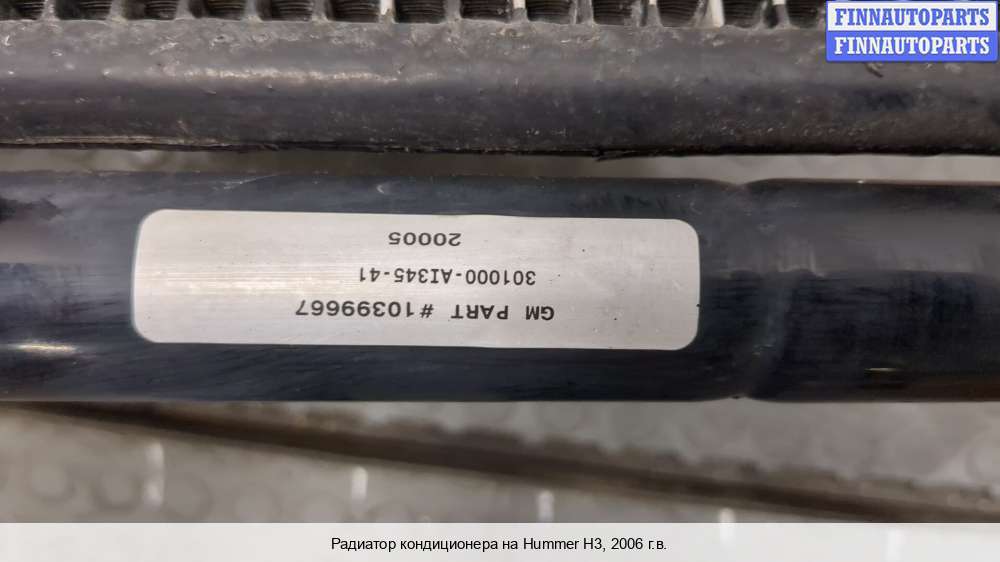 FINNAUTOPARTS
FINNAUTOPARTS
GM PART #10399667
301000-AI345-41
20005
Радиатор кондиционера на Hummer H3, 2006 г.в.